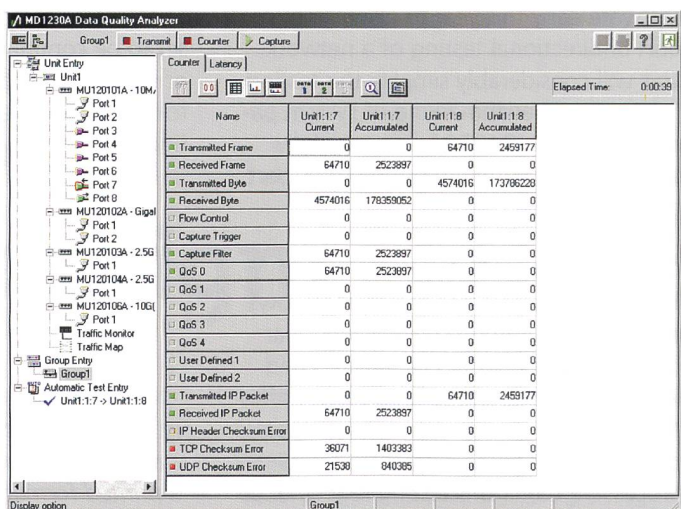 MD1230A Data Quality Analyzer
Group1 Transmit Counter Capture
Unit Entry
Unit1
MU120101A - 10M/
Port 1
Port 2
Port 3
Port 4
Port 5
Port 6
Port 7
Port 8
MU120102A - Gigal
Port 1
Port 2
MU120103A - 2.5G
Port 1
MU120104A - 2.5G
Port 1
MU120106A - 10G(
Port 1
Traffic Monitor
Traffic Map
Group Entry
Group1
Automatic Test Entry
Unit1:1:7 -> Unit1:1:8
Counter Latency
Elapsed Time: 0:00:39
Name Unit1:1:7 Current Unit1:1:7 Accumulated Unit1:1:8 Current Unit1:1:8 Accumulated
Transmitted Frame 0 0 64710 2459177
Received Frame 64710 2523897 0 0
Transmitted Byte 0 0 4574016 173786228
Received Byte 4574016 178359052 0 0
Flow Control 0 0 0 0
Capture Trigger 0 0 0 0
Capture Filter 64710 2523897 0 0
QoS 0 64710 2523897 0 0
QoS 1 0 0 0 0
QoS 2 0 0 0 0
QoS 3 0 0 0 0
QoS 4 0 0 0 0
User Defined 1 0 0 0 0
User Defined 2 0 0 0 0
Transmitted IP Packet 0 0 64710 2459177
Received IP Packet 64710 2523897 0 0
IP Header Checksum Error 0 0 0 0
TCP Checksum Error 36071 1403383 0 0
UDP Checksum Error 21538 840385 0 0
Display option Group1